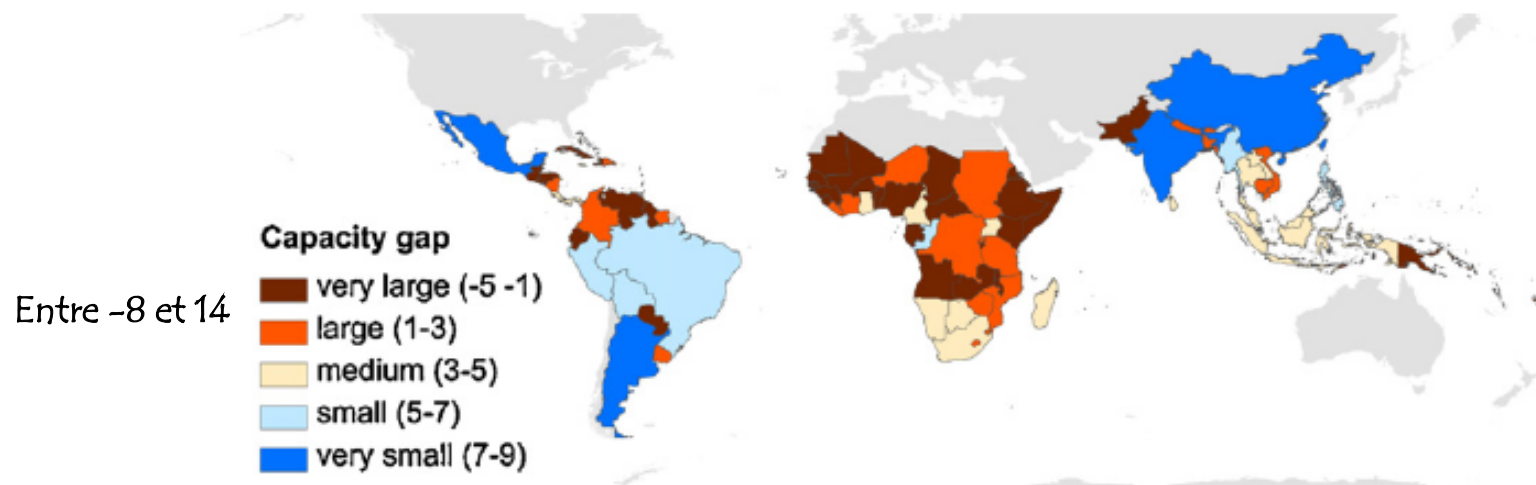 Capacity gap
very large (-5 -1)
Entre -8 et 14
large (1-3)
medium (3-5)
small (5-7)
very small (7-9)